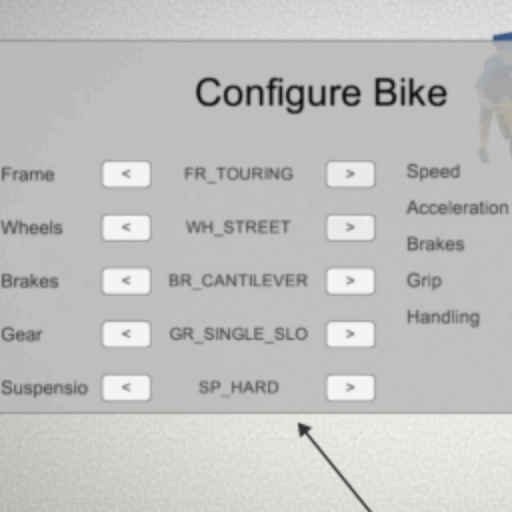 Configure Bike
Frame < FR_TOURING > Speed
Acceleration
Wheels < WH_STREET >
Brakes
Brakes < BR_CANTILEVER > Grip
Handling
Gear < GR_SINGLE_SLO >
Suspensio < SP_HARD >